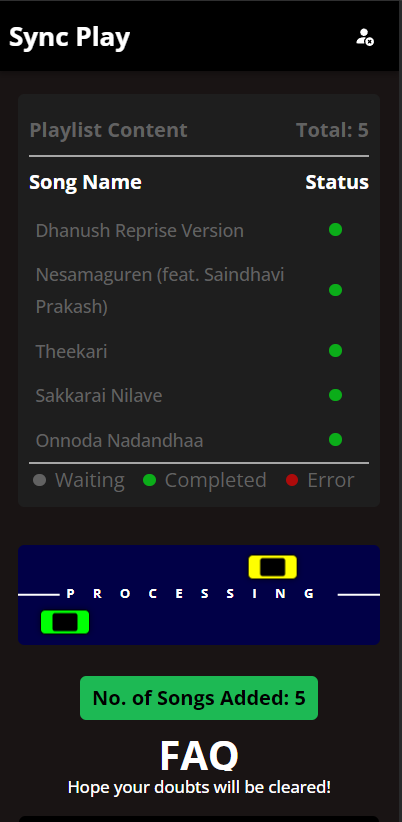 Sync Play
Playlist Content Total: 5
Song Name Status
Dhanush Reprise Version
Nesamaguren (feat. Saindhavi
Prakash)
Theekari
Sakkarai Nilave
Onnoda Nadandhaa
Waiting Completed Error
PROCESSING
No. of Songs Added: 5
FAQ
Hope your doubts will be cleared!